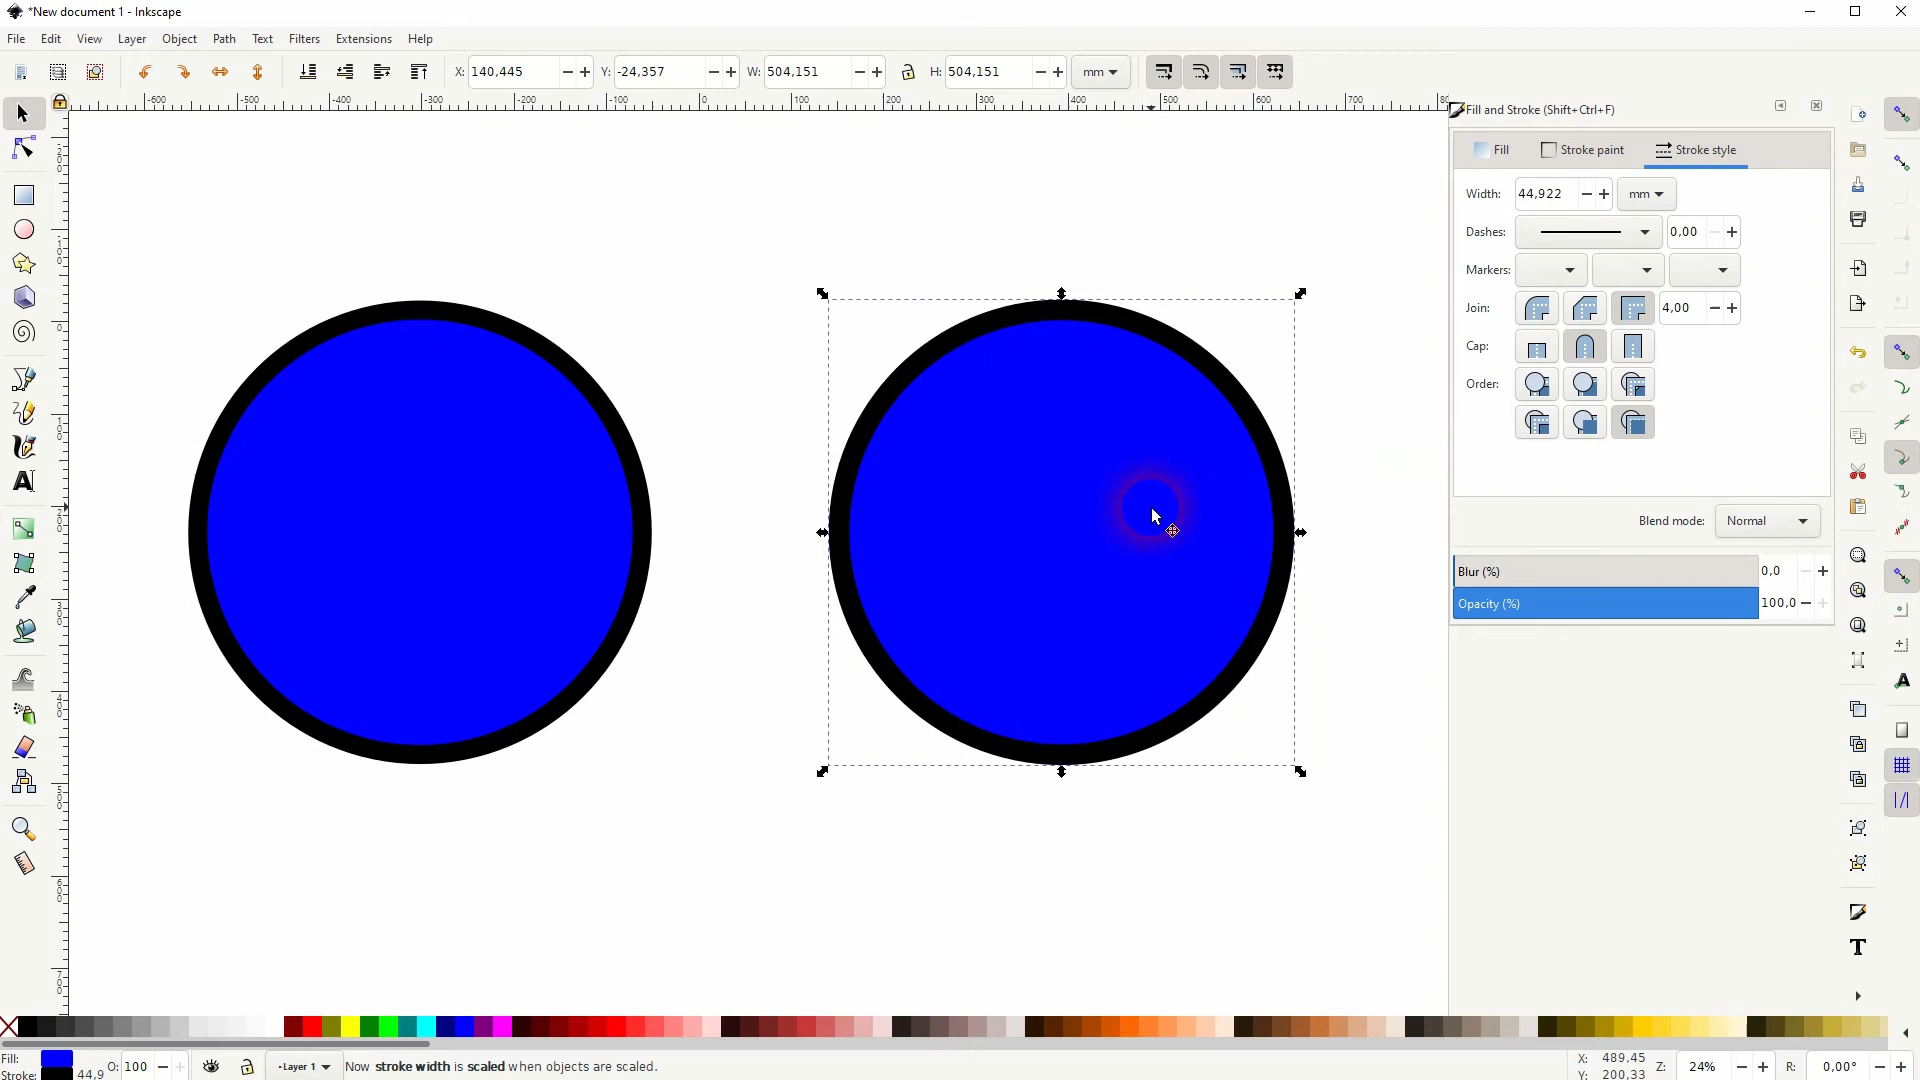 *New document 1 - Inkscape
File Edit View Layer Object Path Text Filters Extensions Help
X: 140,445 Y: -24,357 W: 504,151 H: 504,151 mm
-600 -500 -400 -300 -200 -100 0 100 200 300 400 500 600 700
Fill and Stroke (Shift+Ctrl+F)
Fill Stroke paint Stroke style
Width: 44,922 mm
Dashes: 0,00
Markers:
Join: 4,00
Cap:
Order:
Blend mode: Normal
Blur (%) 0,0
Opacity (%) 100,0
Fill:
Stroke: 44,9 O: 100 Layer 1 Now stroke width is scaled when objects are scaled.
X: 489,45
Y: 200,33
Z: 24% R: 0,00°